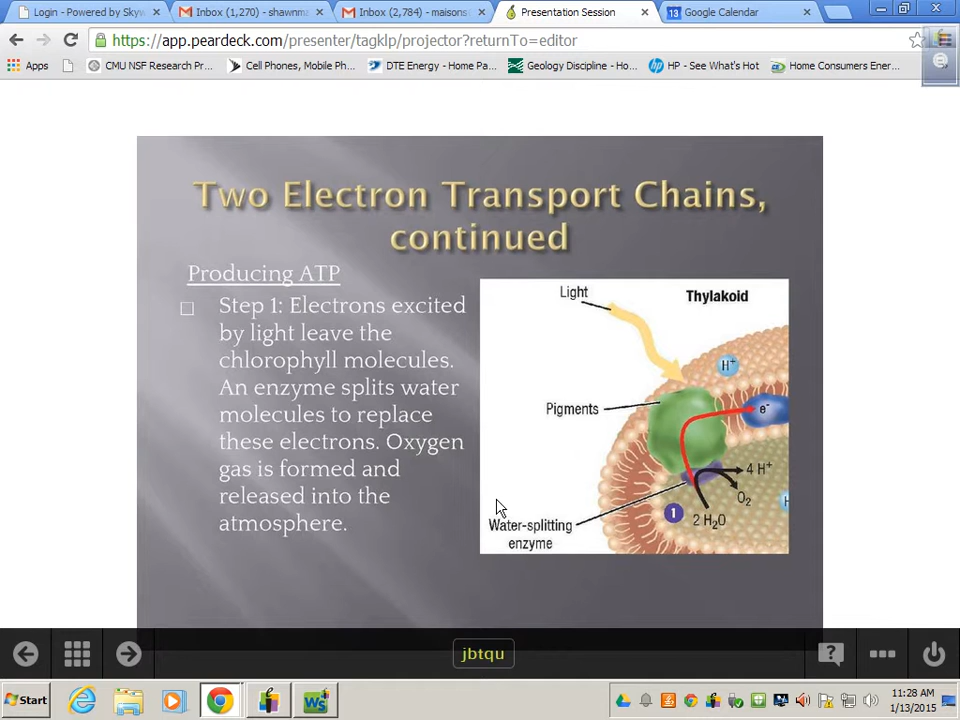 Login - Powered by Skyw
Inbox (1,270) - shawnm
Inbox (2,784) - maisons
Presentation Session
Google Calendar
https://app.peardeck.com/presenter/tagklp/projector?returnTo=editor
Apps
CMU NSF Research Pr...
Cell Phones, Mobile Ph...
DTE Energy - Home Pa...
Geology Discipline - Ho...
HP - See What's Hot
Home Consumers Ener...
Two Electron Transport Chains,
continued
Producing ATP
Step 1: Electrons excited
by light leave the
chlorophyll molecules.
An enzyme splits water
molecules to replace
these electrons. Oxygen
gas is formed and
released into the
atmosphere.
Light
Thylakoid
H⁺
Pigments
e⁻
4 H⁺
O₂
H
1
2 H₂O
Water-splitting
enzyme
jbtqu
Start
11:28 AM
1/13/2015